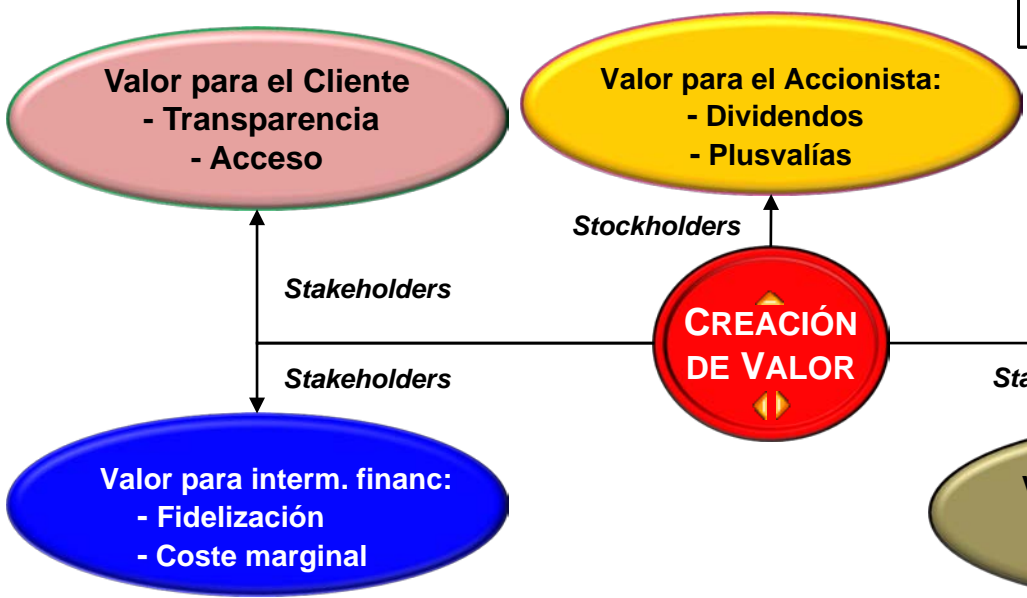 Valor para el Cliente
- Transparencia
- Acceso
Valor para el Accionista:
- Dividendos
- Plusvalías
Stockholders
Stakeholders
CREACIÓN
DE VALOR
Stakeholders
Valor para interm. financ:
- Fidelización
- Coste marginal